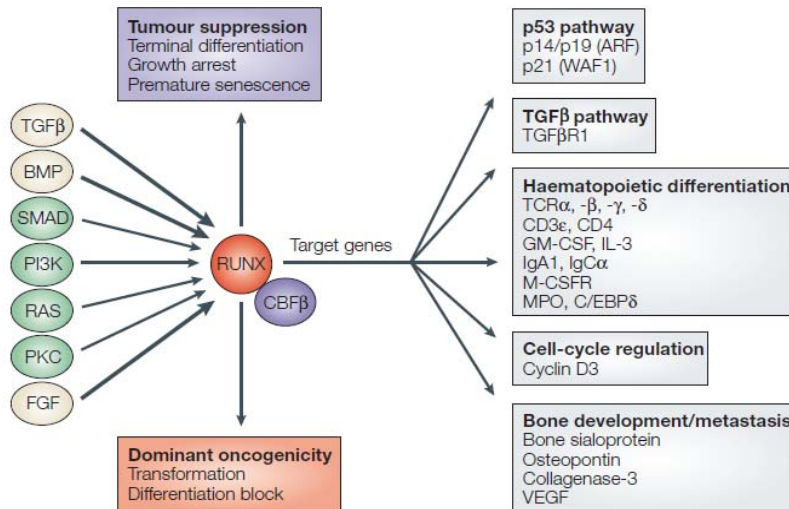 Tumour suppression
Terminal differentiation
Growth arrest
Premature senescence
TGFβ
BMP
SMAD
PI3K
RAS
PKC
FGF
RUNX
CBFβ
Target genes
Dominant oncogenicity
Transformation
Differentiation block
p53 pathway
p14/p19 (ARF)
p21 (WAF1)
TGFβ pathway
TGFβR1
Haematopoietic differentiation
TCRα, -β, -γ, -δ
CD3ε, CD4
GM-CSF, IL-3
IgA1, IgCα
M-CSFR
MPO, C/EBPδ
Cell-cycle regulation
Cyclin D3
Bone development/metastasis
Bone sialoprotein
Osteopontin
Collagenase-3
VEGF